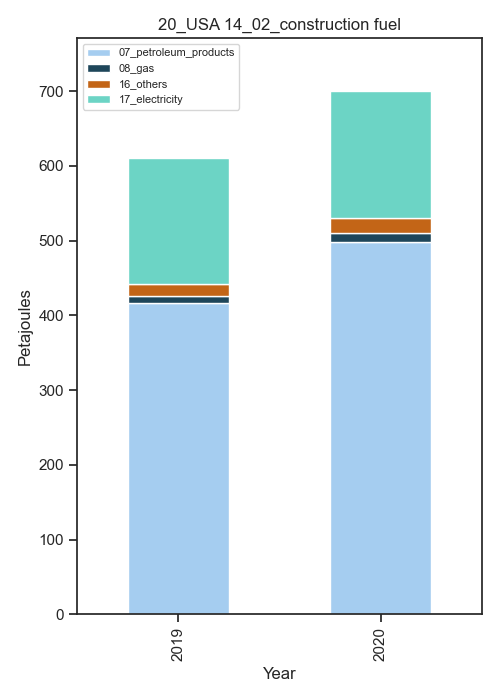 20_USA 14_02_construction fuel
07_petroleum_products
08_gas
16_others
17_electricity
700
600
500
400
300
200
100
0
Petajoules
2019
2020
Year